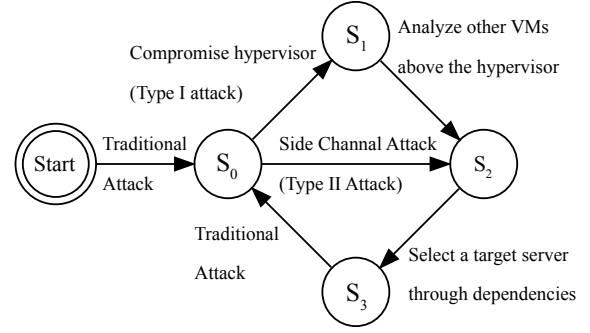 S1
Analyze other VMs
above the hypervisor
Compromise hypervisor
(Type I attack)
Start
Traditional
Attack
S0
Side Channal Attack
(Type II Attack)
S2
Traditional
Attack
S3
Select a target server
through dependencies